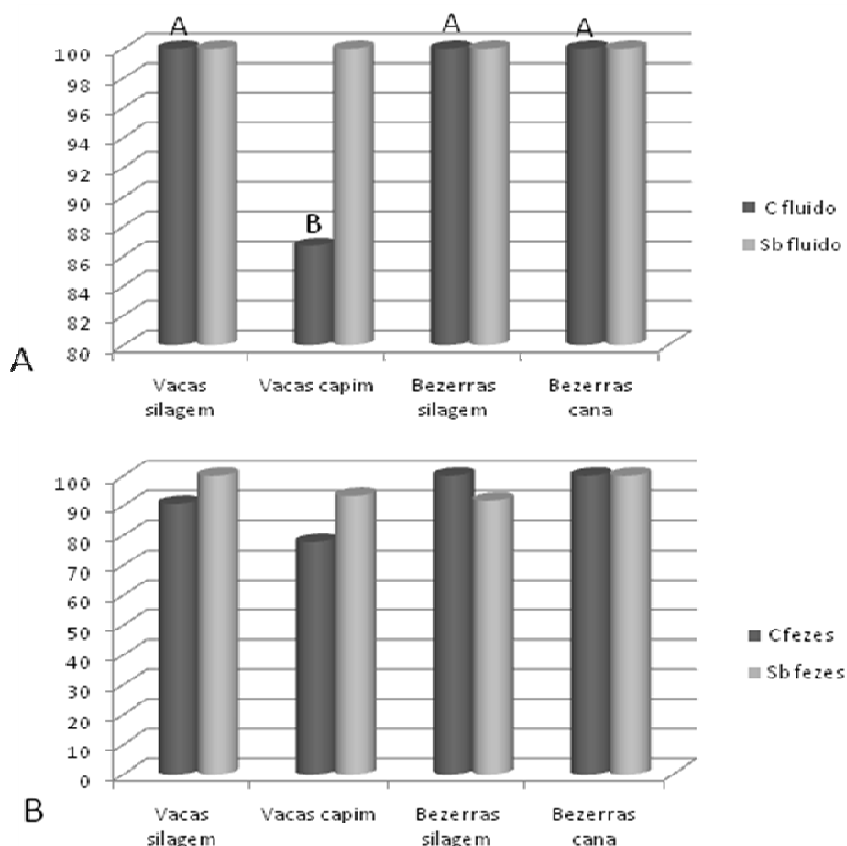 A
A
A
100
98
96
94
92
90
88
86
84
82
80
B
C fluido
Sb fluido
A
Vacas silagem
Vacas capim
Bezerras silagem
Bezerras cana
100
90
80
70
60
50
40
30
20
10
0
C fezes
Sb fezes
B
Vacas silagem
Vacas capim
Bezerras silagem
Bezerras cana